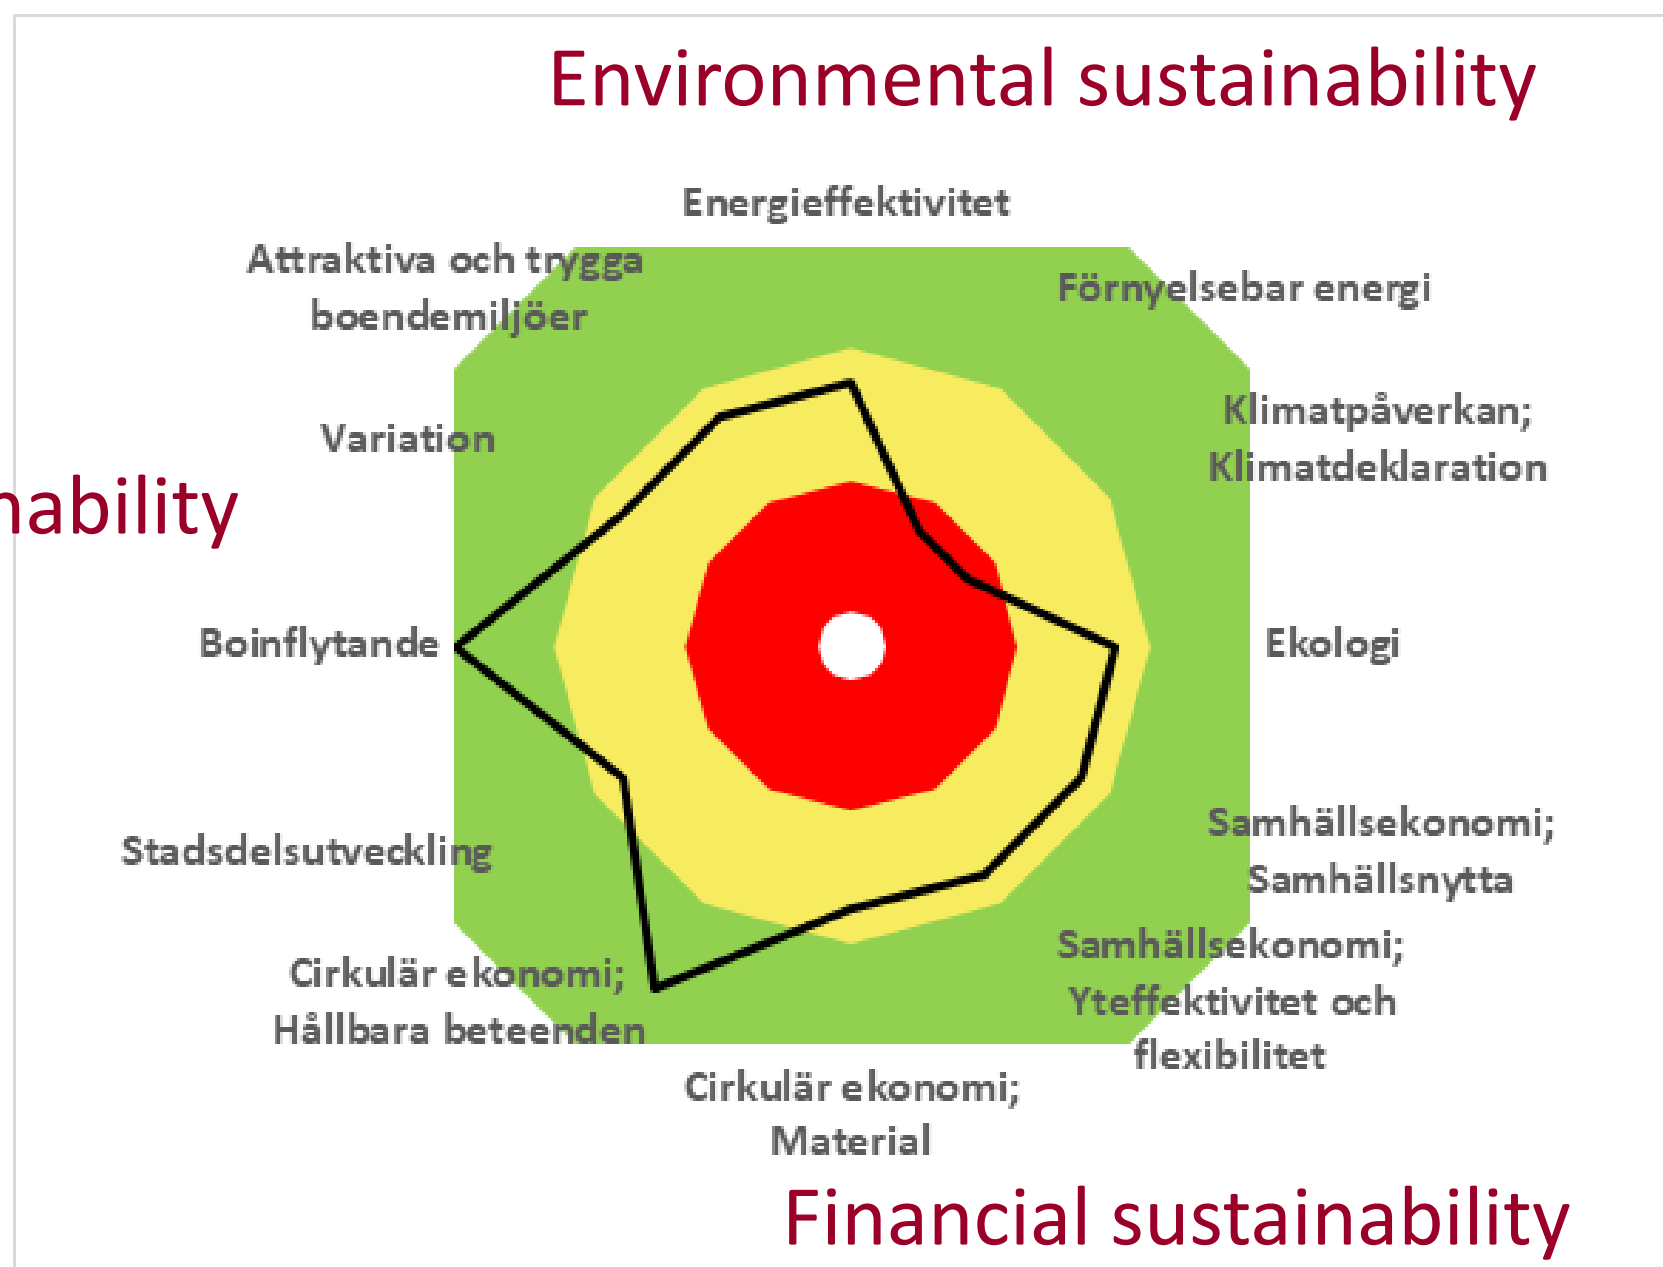 Environmental sustainability
Energieffektivitet
Attraktiva och trygga
boendemiljöer
Förnyelsebar energi
Klimatpåverkan;
Klimatdeklaration
Variation
nability
Boinflytande
Ekologi
Stadsdelsutveckling
Samhällsekonomi;
Samhällsnytta
Samhällsekonomi;
Yteffektivitet och
flexibilitet
Cirkulär ekonomi;
Hållbara beteenden
Cirkulär ekonomi;
Material
Financial sustainability